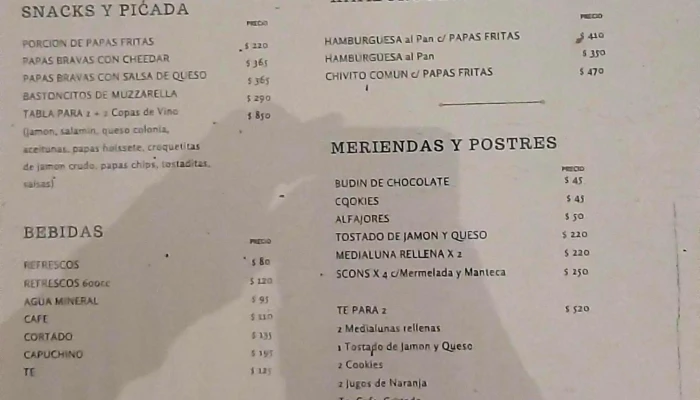 SNACKS Y PICADA
PRECIO
PORCION DE PAPAS FRITAS $ 220
PAPAS BRAVAS CON CHEEDAR $ 365
PAPAS BRAVAS CON SALSA DE QUESO $ 365
BASTONCITOS DE MUZZARELLA $ 290
TABLA PARA 2 + 2 Copas de Vino $ 850
(jamon, salamin, queso colonia,
aceitunas, papas noissete, croquetitas
de jamon crudo, papas chips, tostaditas,
salsas)
BEBIDAS
PRECIO
REFRESCOS $ 80
REFRESCOS 600cc $ 120
AGUA MINERAL $ 95
CAFE $ 110
CORTADO $ 135
CAPUCHINO $ 195
TE $ 125
PRECIO
HAMBURGUESA al Pan c/ PAPAS FRITAS $ 410
HAMBURGUESA al Pan $ 350
CHIVITO COMUN c/ PAPAS FRITAS $ 470
MERIENDAS Y POSTRES
PRECIO
BUDIN DE CHOCOLATE $ 45
COOKIES $ 45
ALFAJORES $ 50
TOSTADO DE JAMON Y QUESO $ 220
MEDIALUNA RELLENA X 2 $ 220
SCONS X 4 c/Mermelada y Manteca $ 250
TE PARA 2 $ 520
2 Medialunas rellenas
1 Tostado de Jamon y Queso
2 Cookies
2 Jugos de Naranja